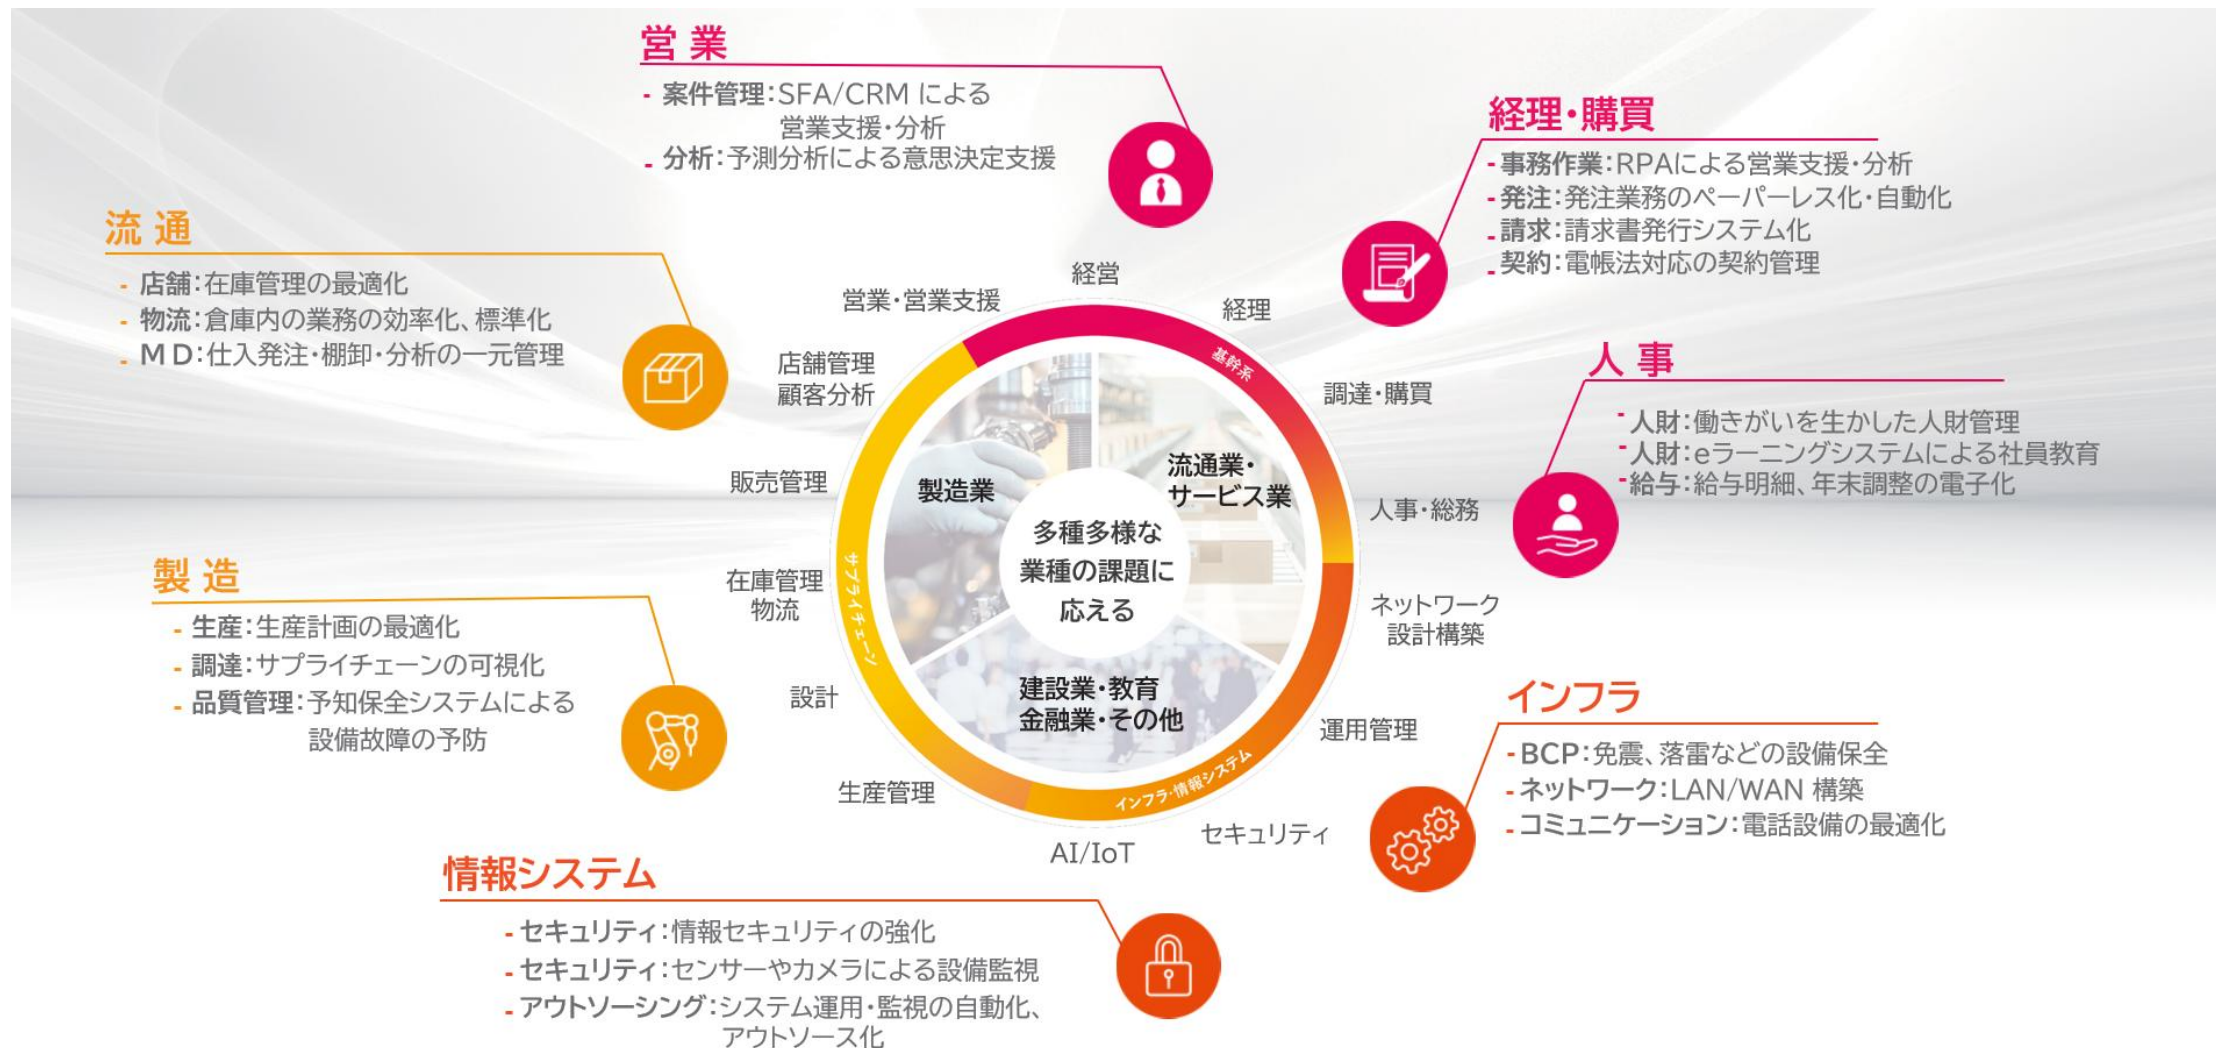 営業
- 案件管理:SFA/CRM による
営業支援・分析
- 分析:予測分析による意思決定支援
経理・購買
- 事務作業:RPAによる営業支援・分析
- 発注:発注業務のペーパーレス化・自動化
- 請求:請求書発行システム化
- 契約:電帳法対応の契約管理
流通
- 店舗:在庫管理の最適化
- 物流:倉庫内の業務の効率化、標準化
- MD:仕入発注・棚卸・分析の一元管理
人事
- 人財:働きがいを生かした人財管理
- 人財:eラーニングシステムによる社員教育
- 給与:給与明細、年末調整の電子化
経営
営業・営業支援
経理
店舗管理
顧客分析
調達・購買
販売管理
人事・総務
在庫管理
物流
ネットワーク
設計構築
設計
運用管理
生産管理
セキュリティ
AI/IoT
基幹系
サプライチェーン
インフラ・情報システム
製造業
流通業・
サービス業
多種多様な
業種の課題に
応える
建設業・教育
金融業・その他
製造
- 生産:生産計画の最適化
- 調達:サプライチェーンの可視化
- 品質管理:予知保全システムによる
設備故障の予防
インフラ
- BCP:免震、落雷などの設備保全
- ネットワーク:LAN/WAN 構築
- コミュニケーション:電話設備の最適化
情報システム
- セキュリティ:情報セキュリティの強化
- セキュリティ:センサーやカメラによる設備監視
- アウトソーシング:システム運用・監視の自動化、
アウトソース化